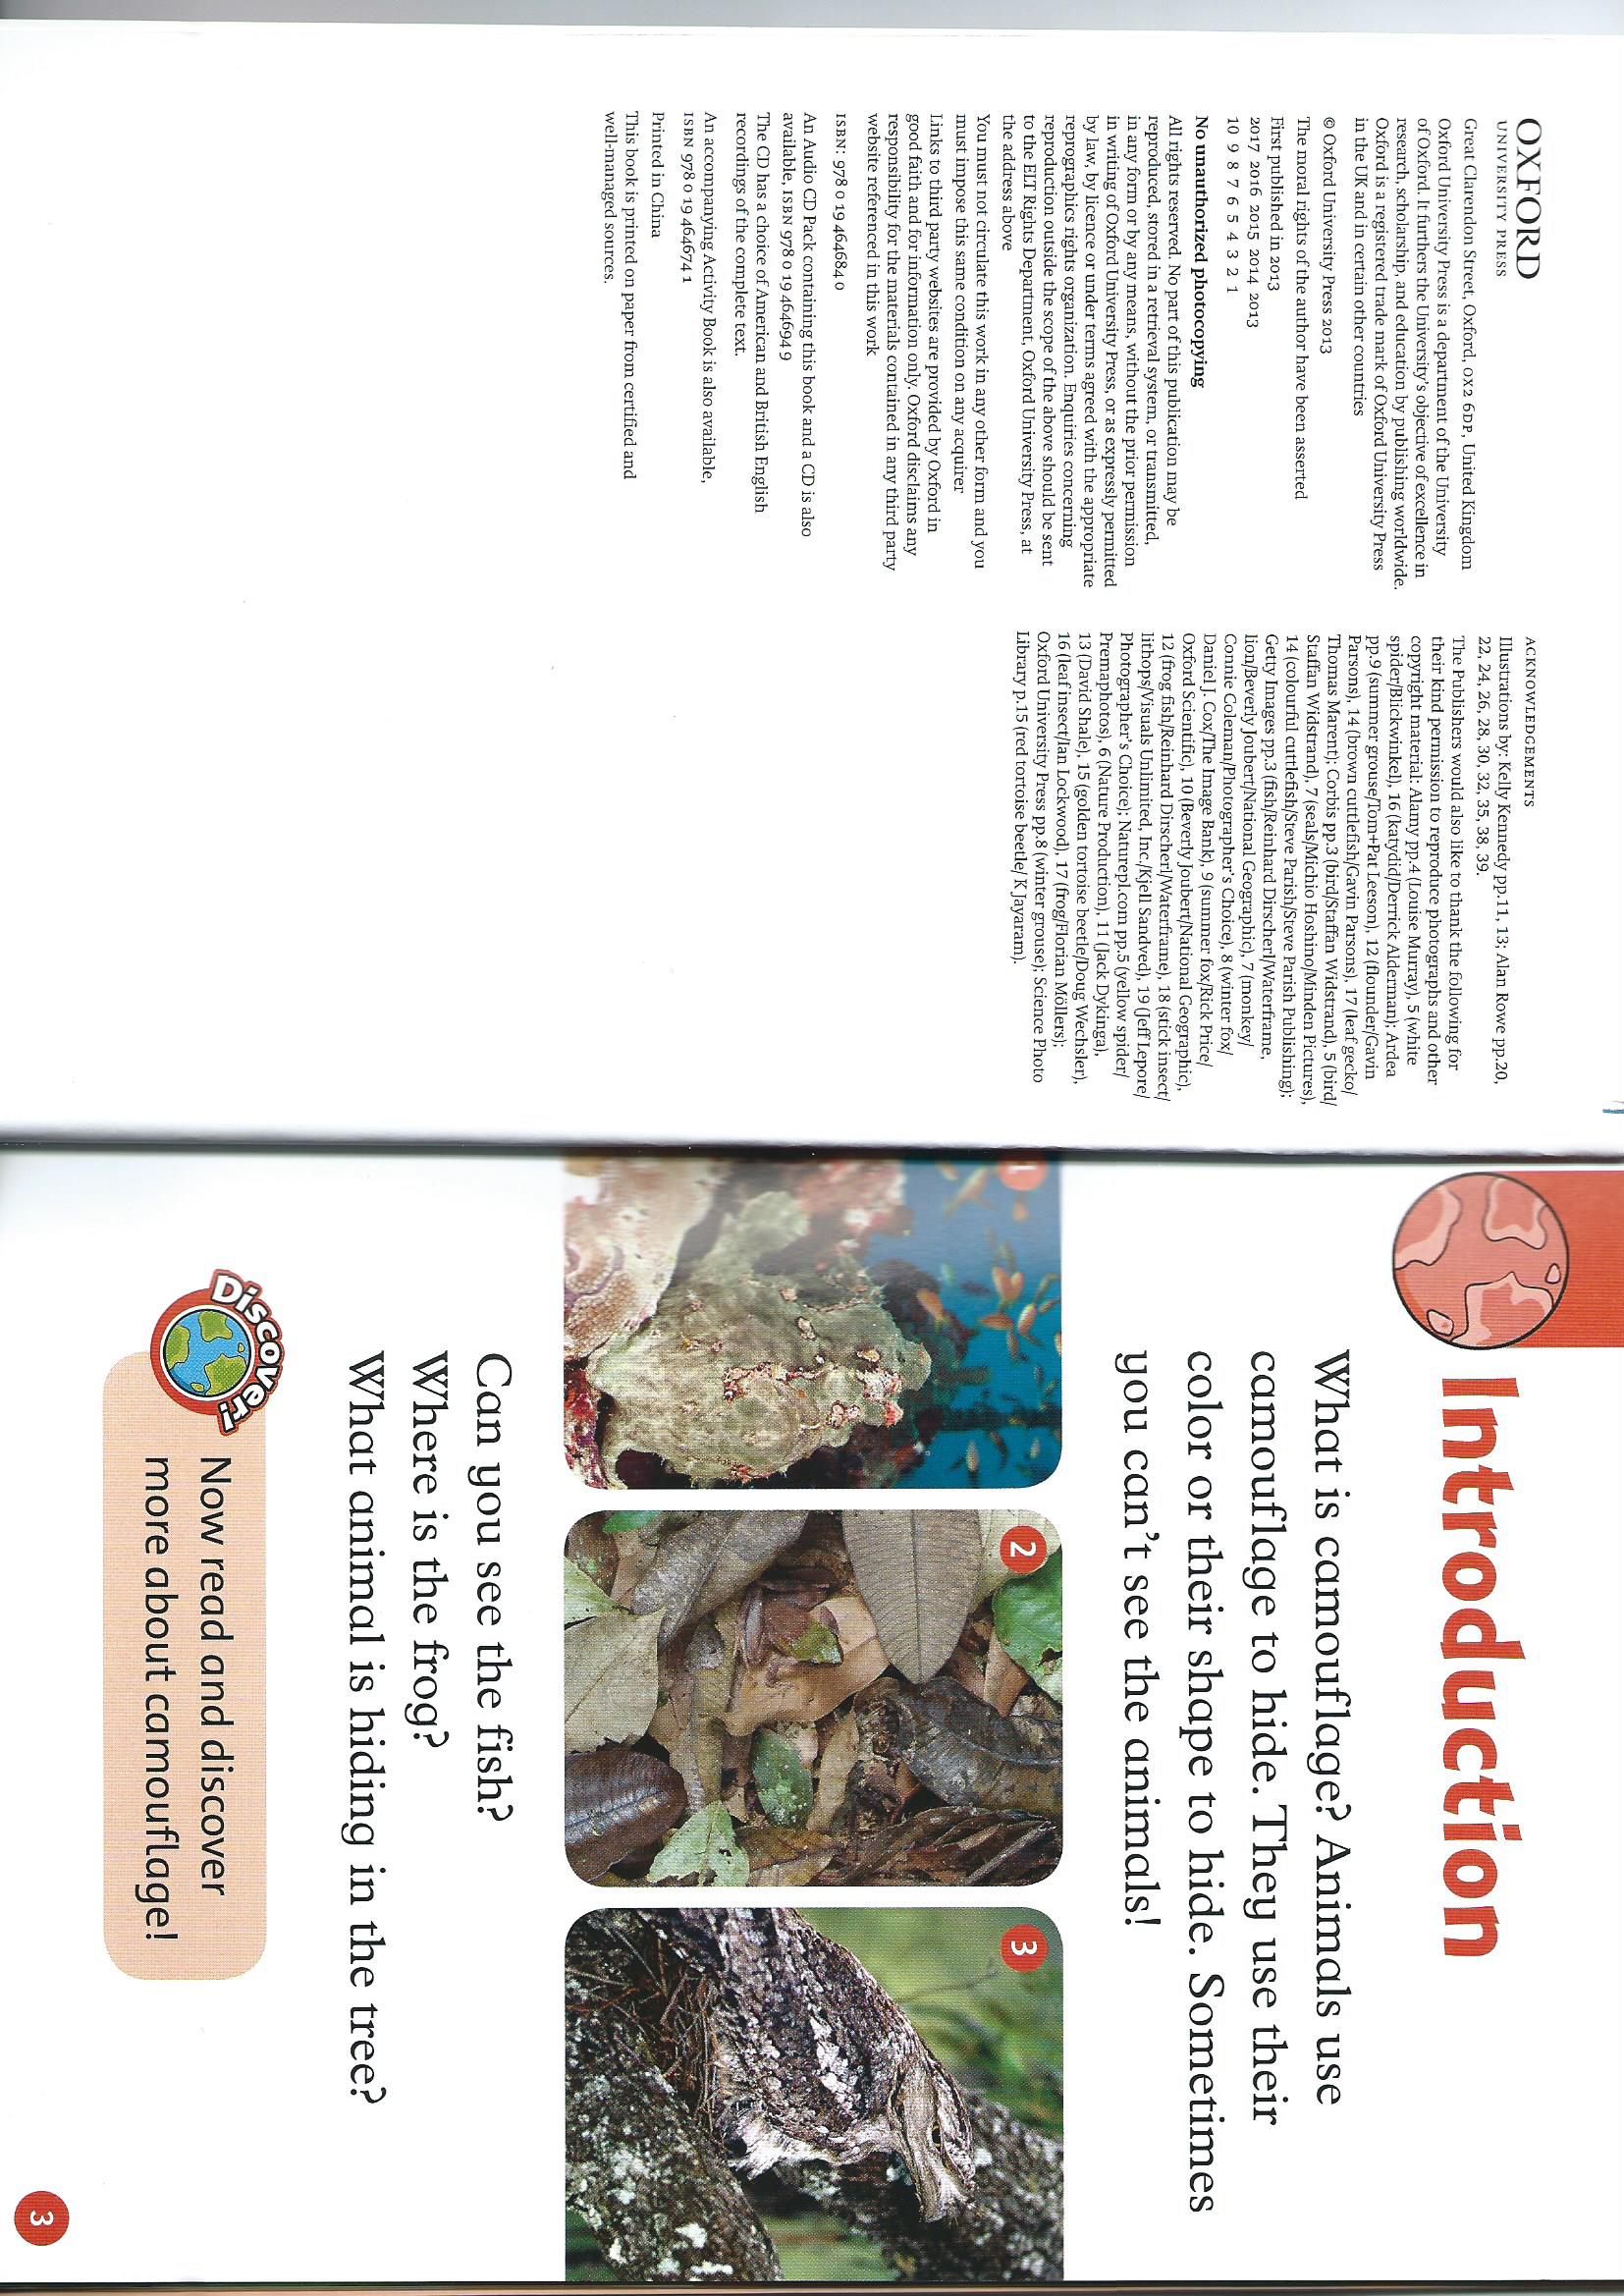 OXFORD
UNIVERSITY PRESS
Great Clarendon Street, Oxford, OX2 6DP, United Kingdom
Oxford University Press is a department of the University
of Oxford. It furthers the University's objective of excellence in
research, scholarship, and education by publishing worldwide.
Oxford is a registered trade mark of Oxford University Press
in the UK and in certain other countries
© Oxford University Press 2013
The moral rights of the author have been asserted
First published in 2013
2017 2016 2015 2014 2013
10 9 8 7 6 5 4 3 2 1
No unauthorized photocopying
All rights reserved. No part of this publication may be
reproduced, stored in a retrieval system, or transmitted,
in any form or by any means, without the prior permission
in writing of Oxford University Press, or as expressly permitted
by law, by licence or under terms agreed with the appropriate
reprographics rights organization. Enquiries concerning
reproduction outside the scope of the above should be sent
to the ELT Rights Department, Oxford University Press, at
the address above
You must not circulate this work in any other form and you
must impose this same condition on any acquirer
Links to third party websites are provided by Oxford in
good faith and for information only. Oxford disclaims any
responsibility for the materials contained in any third party
website referenced in this work
ISBN: 978 0 19 464684 0
An Audio CD Pack containing this book and a CD is also
available, ISBN 978 0 19 464694 9
The CD has a choice of American and British English
recordings of the complete text.
An accompanying Activity Book is also available,
ISBN 978 0 19 464674 1
Printed in China
This book is printed on paper from certified and
well-managed sources.
ACKNOWLEDGEMENTS
Illustrations by: Kelly Kennedy pp.11, 13; Alan Rowe pp.20,
22, 24, 26, 28, 30, 32, 35, 38, 39.
The Publishers would also like to thank the following for
their kind permission to reproduce photographs and other
copyright material: Alamy pp.4 (Louise Murray), 5 (white
spider/Blickwinkel), 16 (katydid/Derrick Alderman); Ardea
pp.9 (summer grouse/Tom+Pat Leeson), 12 (flounder/Gavin
Parsons), 14 (brown cuttlefish/Gavin Parsons), 17 (leaf gecko/
Thomas Marent); Corbis pp.3 (bird/Staffan Widstrand), 5 (bird/
Staffan Widstrand), 7 (seals/Michio Hoshino/Minden Pictures),
14 (colourful cuttlefish/Steve Parish/Steve Parish Publishing);
Getty Images pp.3 (fish/Reinhard Dirscherl/Waterframe,
lion/Beverly Joubert/National Geographic), 7 (monkey/
Connie Coleman/Photographer's Choice), 8 (winter fox/
Daniel J. Cox/The Image Bank), 9 (summer fox/Rick Price/
Oxford Scientific), 10 (Beverly Joubert/National Geographic),
12 (frog fish/Reinhard Dirscherl/Waterframe), 18 (stick insect/
lithops/Visuals Unlimited, Inc./Kjell Sandved), 19 (Jeff Lepore/
Photographer's Choice); Naturepl.com pp.5 (yellow spider/
Premaphotos), 6 (Nature Production), 11 (Jack Dykinga),
13 (David Shale), 15 (golden tortoise beetle/Doug Wechsler),
16 (leaf insect/Ian Lockwood), 17 (frog/Florian Möllers);
Oxford University Press pp.8 (winter grouse); Science Photo
Library p.15 (red tortoise beetle/ K Jayaram).
Introduction
What is camouflage? Animals use
camouflage to hide. They use their
color or their shape to hide. Sometimes
you can't see the animals!
1
2
3
Can you see the fish?
Where is the frog?
What animal is hiding in the tree?
Discover!
Now read and discover
more about camouflage!
3